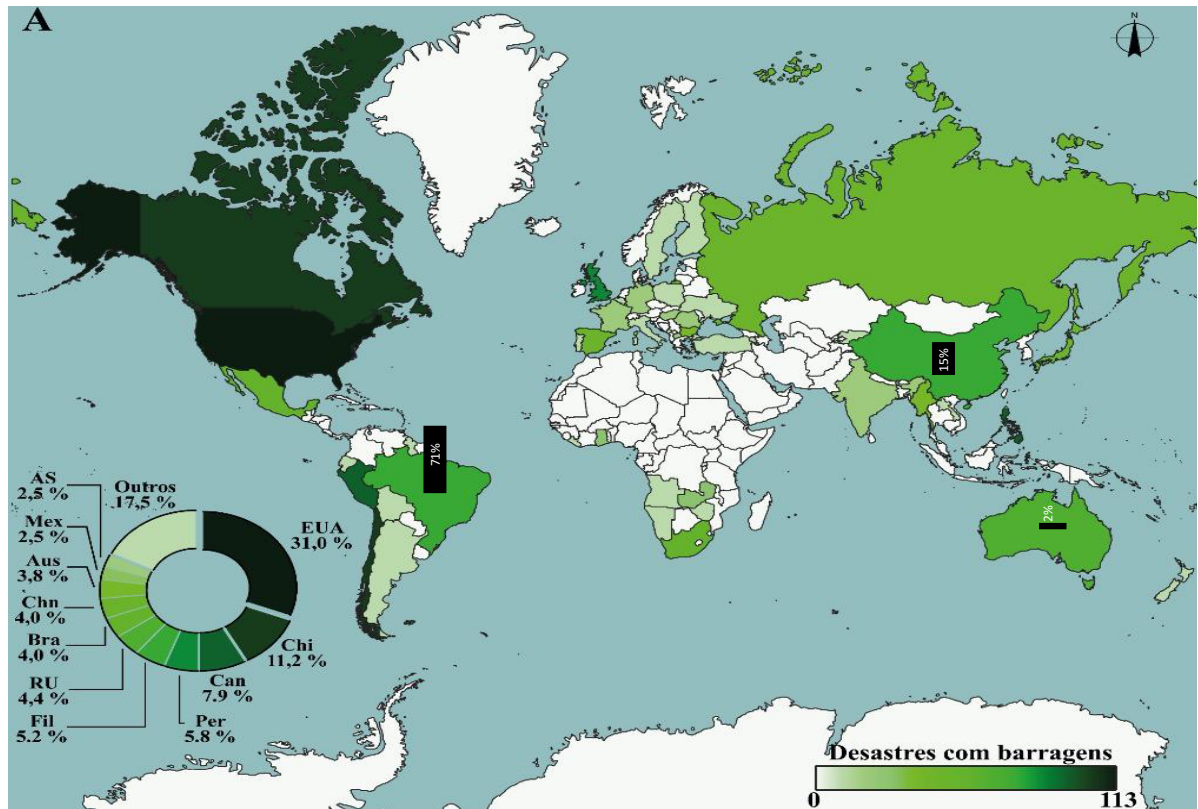 A
N
15%
71%
2%
AS
2,5 %
Outros
17,5 %
Mex
2,5 %
EUA
31,0 %
Aus
3,8 %
Chn
4,0 %
Bra
4,0 %
Chi
11,2 %
RU
4,4 %
Can
7.9 %
Fil
5.2 %
Per
5.8 %
Desastres com barragens
0
113